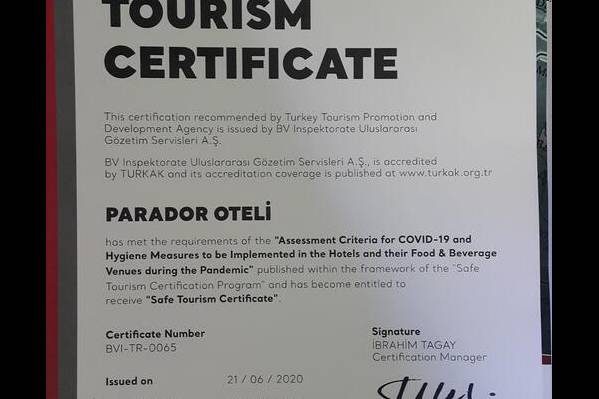 TOURISM
CERTIFICATE
This certification recommended by Turkey Tourism Promotion and
Development Agency is issued by BV Inspektorate Uluslararası
Gözetim Servisleri A.Ş.
BV Inspektorate Uluslararası Gözetim Servisleri A.Ş., is accredited
by TURKAK and its accreditation coverage is published at www.turkak.org.tr
PARADOR OTELİ
has met the requirements of the "Assessment Criteria for COVID-19 and
Hygiene Measures to be Implemented in the Hotels and their Food & Beverage
Venues during the Pandemic" published within the framework of the "Safe
Tourism Certification Program" and has become entitled to
receive "Safe Tourism Certificate".
Certificate Number
BVI-TR-0065
Signature
İBRAHİM TAGAY
Certification Manager
Issued on
21 / 06 / 2020